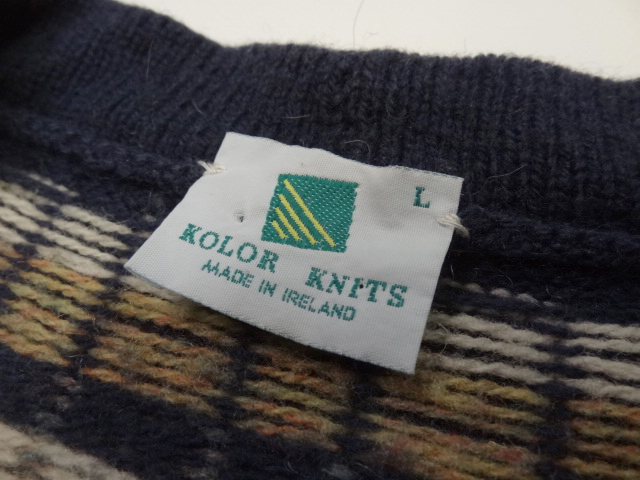 L
KOLOR KNITS
MADE IN IRELAND